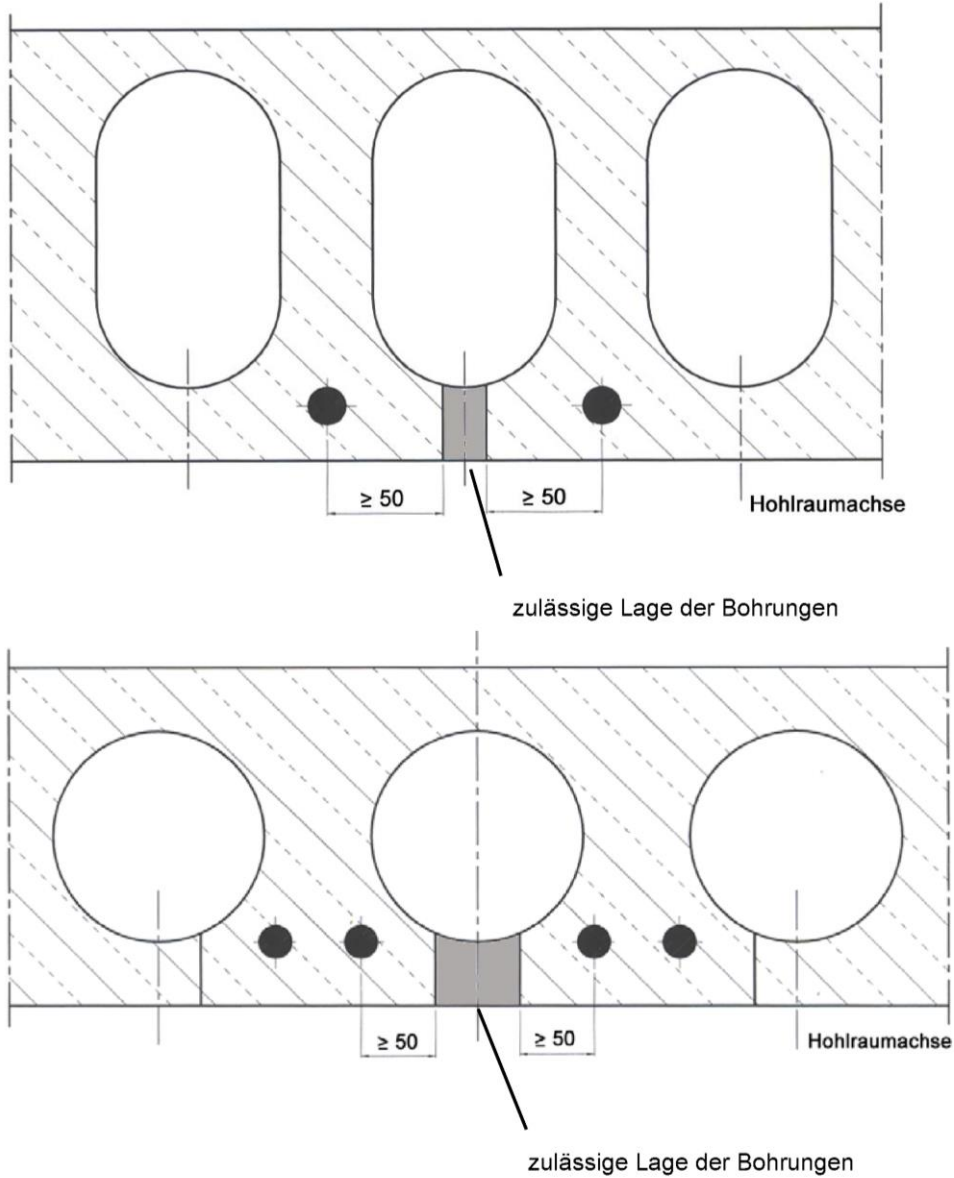 ≥ 50
≥ 50
Hohlraumachse
zulässige Lage der Bohrungen
≥ 50
≥ 50
Hohlraumachse
zulässige Lage der Bohrungen